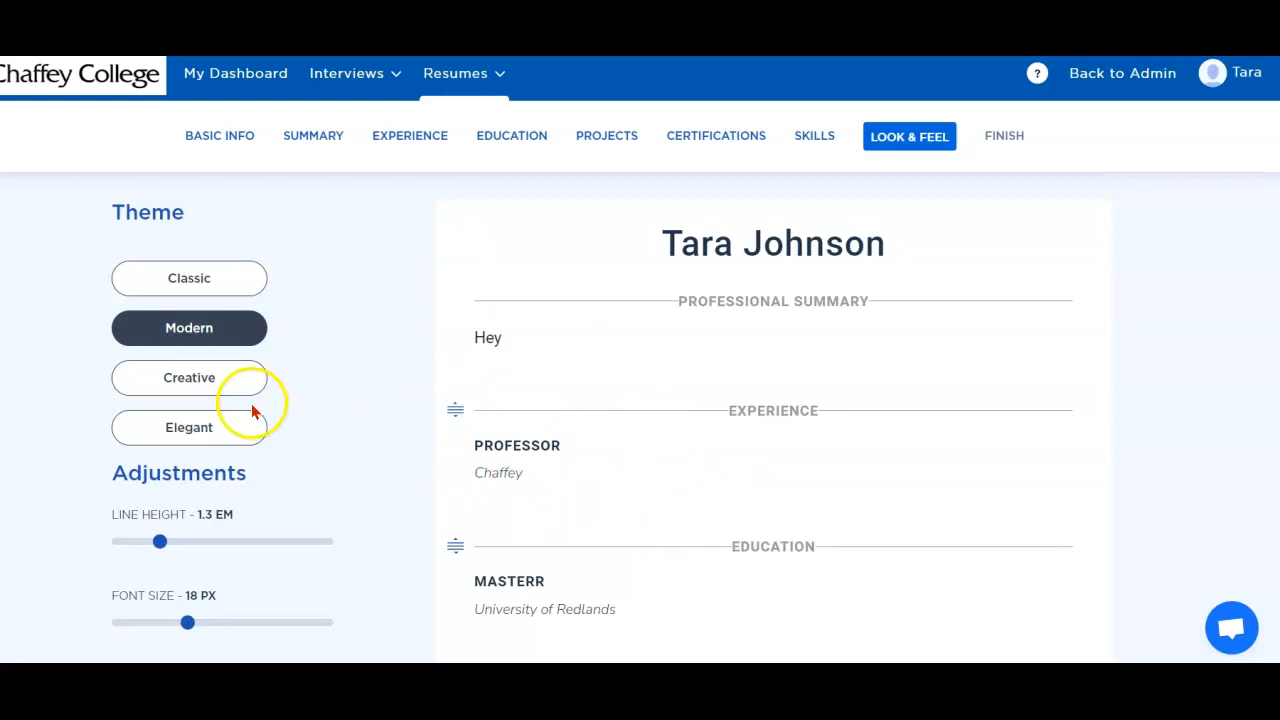 Chaffey College
My Dashboard
Interviews
Resumes
?
Back to Admin
Tara
BASIC INFO
SUMMARY
EXPERIENCE
EDUCATION
PROJECTS
CERTIFICATIONS
SKILLS
LOOK & FEEL
FINISH
Theme
Classic
Modern
Creative
Elegant
Adjustments
LINE HEIGHT - 1.3 EM
FONT SIZE - 18 PX
Tara Johnson
PROFESSIONAL SUMMARY
Hey
EXPERIENCE
PROFESSOR
Chaffey
EDUCATION
MASTERR
University of Redlands